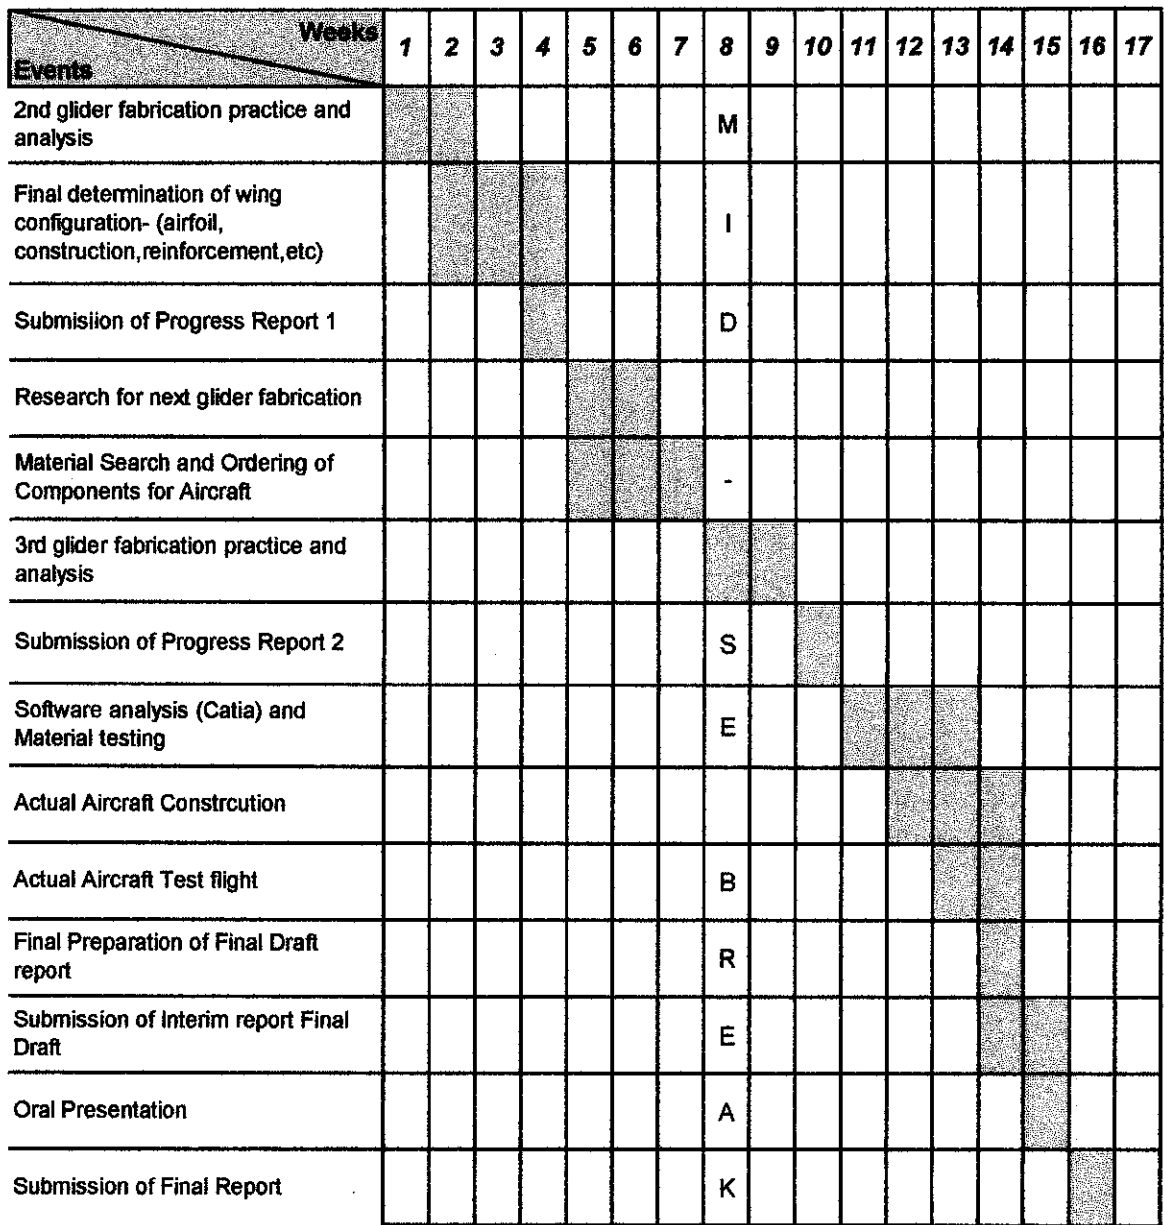 Weeks
Events
1 2 3 4 5 6 7 8 9 10 11 12 13 14 15 16 17
2nd glider fabrication practice and
analysis
M
Final determination of wing
configuration- (airfoil,
construction,reinforcement,etc)
I
Submisiion of Progress Report 1
D
Research for next glider fabrication
Material Search and Ordering of
Components for Aircraft
-
3rd glider fabrication practice and
analysis
Submission of Progress Report 2
S
Software analysis (Catia) and
Material testing
E
Actual Aircraft Constrcution
Actual Aircraft Test flight
B
Final Preparation of Final Draft
report
R
Submission of Interim report Final
Draft
E
Oral Presentation
A
Submission of Final Report
K